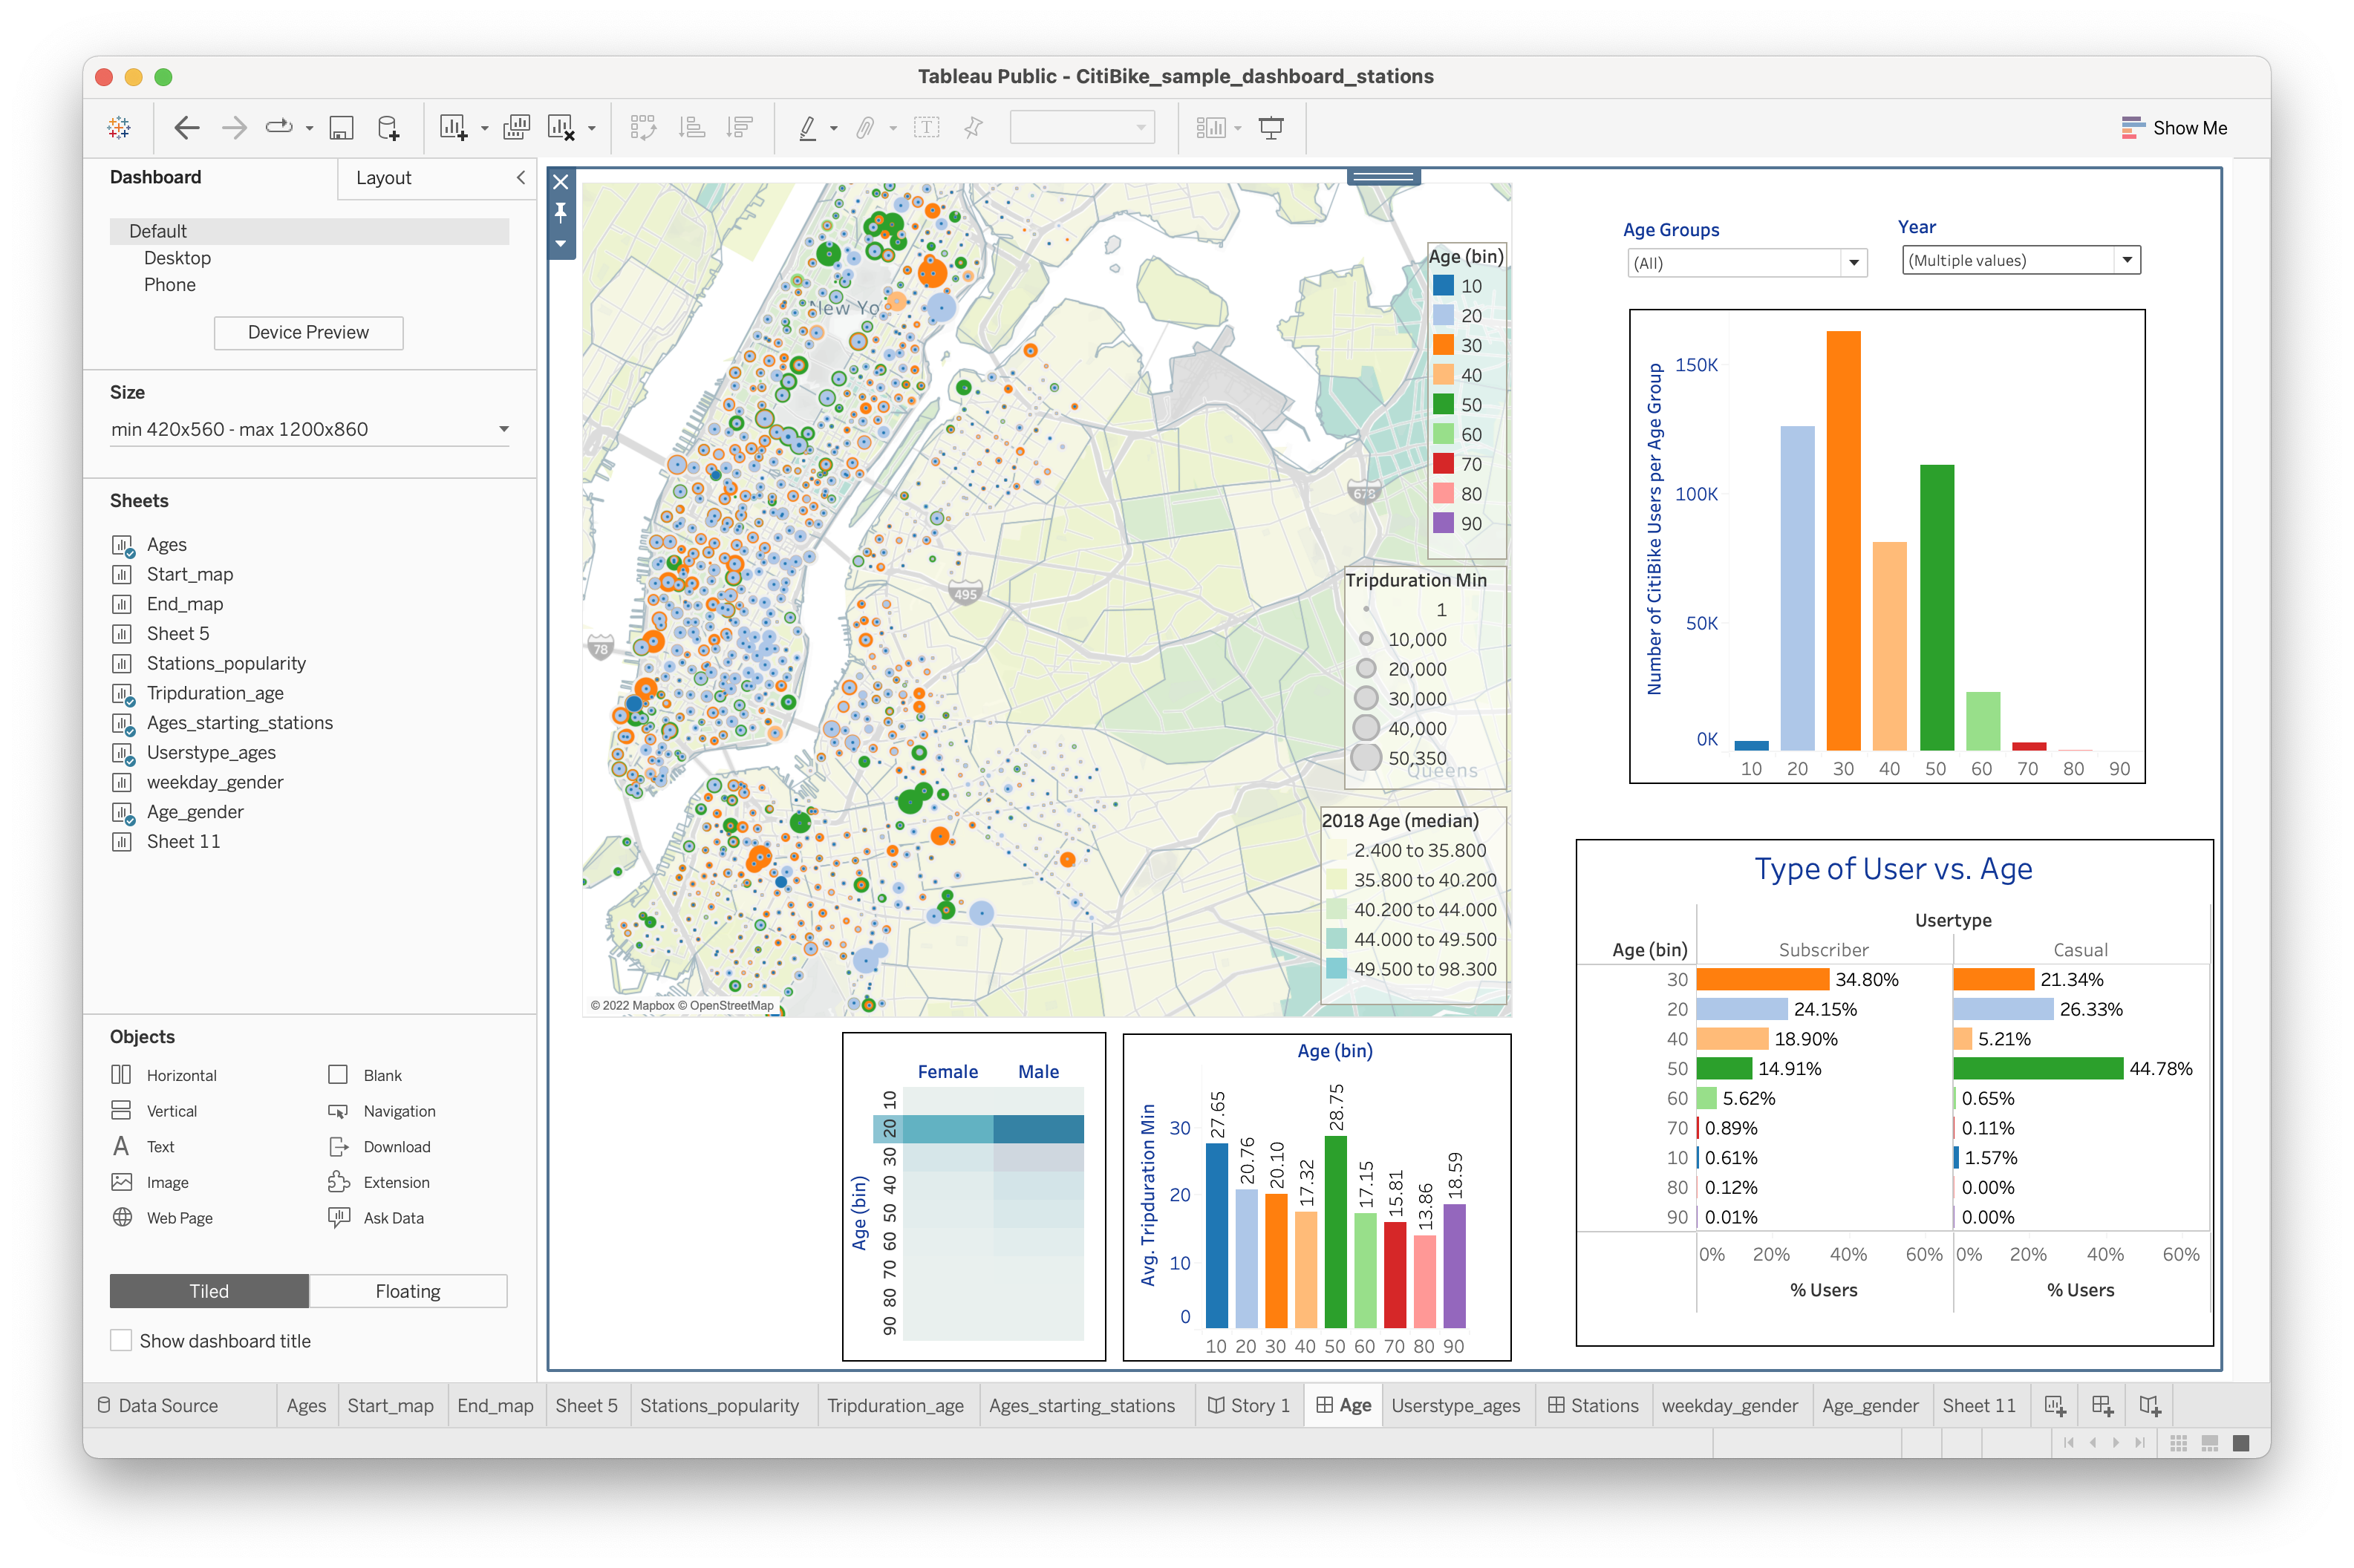 Tableau Public - CitiBike_sample_dashboard_stations
Show Me
Dashboard
Layout
Default
Desktop
Phone
Device Preview
Size
min 420x560 - max 1200x860
Sheets
Ages
Start_map
End_map
Sheet 5
Stations_popularity
Tripduration_age
Ages_starting_stations
Userstype_ages
weekday_gender
Age_gender
Sheet 11
Objects
Horizontal
Blank
Vertical
Navigation
Text
Download
Image
Extension
Web Page
Ask Data
Tiled
Floating
Show dashboard title
New Yo
678
495
78
Queens
© 2022 Mapbox © OpenStreetMap
Age (bin)
10
20
30
40
50
60
70
80
90
Tripduration Min
1
10,000
20,000
30,000
40,000
50,350
2018 Age (median)
2.400 to 35.800
35.800 to 40.200
40.200 to 44.000
44.000 to 49.500
49.500 to 98.300
Age Groups
(All)
Year
(Multiple values)
Number of CitiBike Users per Age Group
150K
100K
50K
0K
10 20 30 40 50 60 70 80 90
Female Male
Age (bin)
10
20
30
40
50
60
70
80
90
Age (bin)
Avg. Tripduration Min
30
20
10
0
27.65 20.76 20.10 17.32 28.75 17.15 15.81 13.86 18.59
10 20 30 40 50 60 70 80 90
Type of User vs. Age
Usertype
Age (bin) Subscriber Casual
30 34.80% 21.34%
20 24.15% 26.33%
40 18.90% 5.21%
50 14.91% 44.78%
60 5.62% 0.65%
70 0.89% 0.11%
10 0.61% 1.57%
80 0.12% 0.00%
90 0.01% 0.00%
0% 20% 40% 60% 0% 20% 40% 60%
% Users % Users
Data Source Ages Start_map End_map Sheet 5 Stations_popularity Tripduration_age Ages_starting_stations Story 1 Age Userstype_ages Stations weekday_gender Age_gender Sheet 11